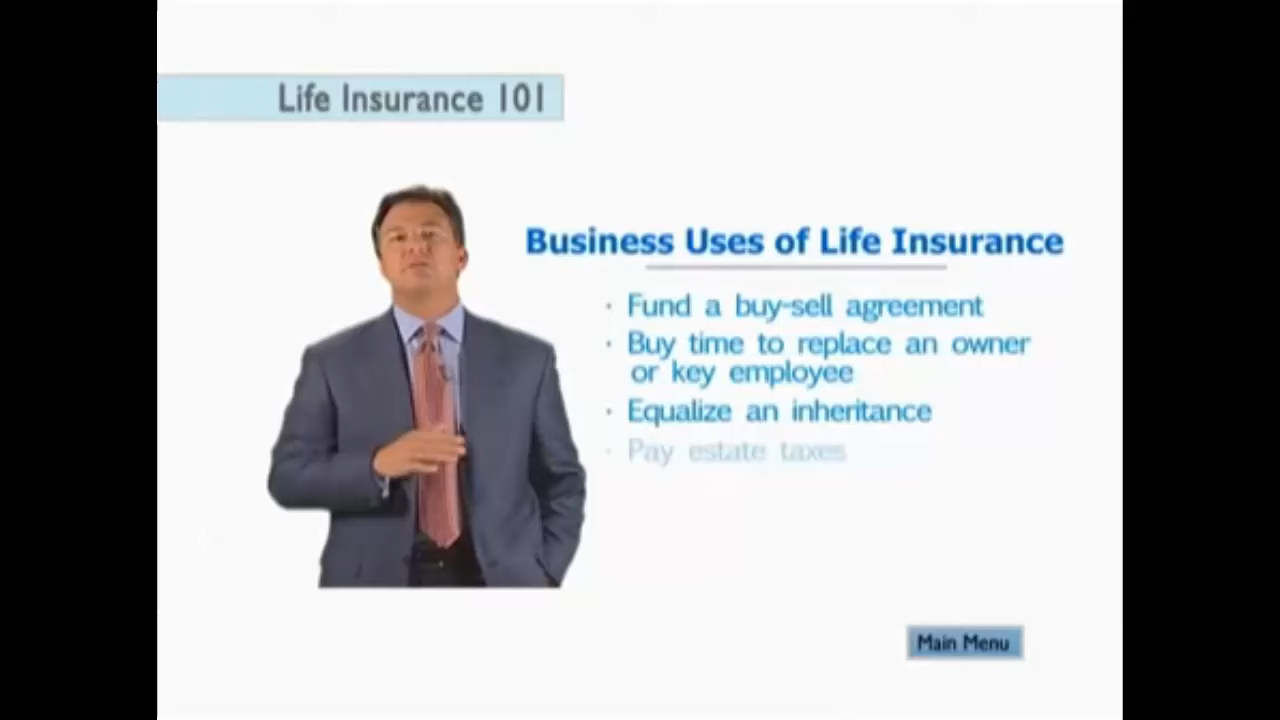 Life Insurance 101
Business Uses of Life Insurance
· Fund a buy-sell agreement
· Buy time to replace an owner
or key employee
· Equalize an inheritance
· Pay estate taxes
Main Menu